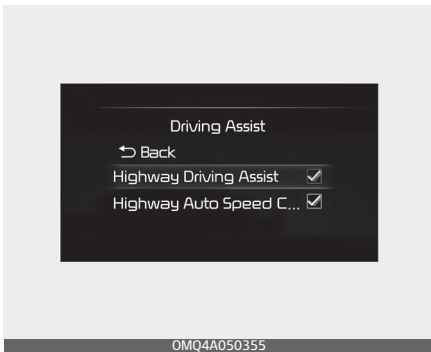 Driving Assist
⮌ Back
Highway Driving Assist
Highway Auto Speed C...
OMQ4A050355